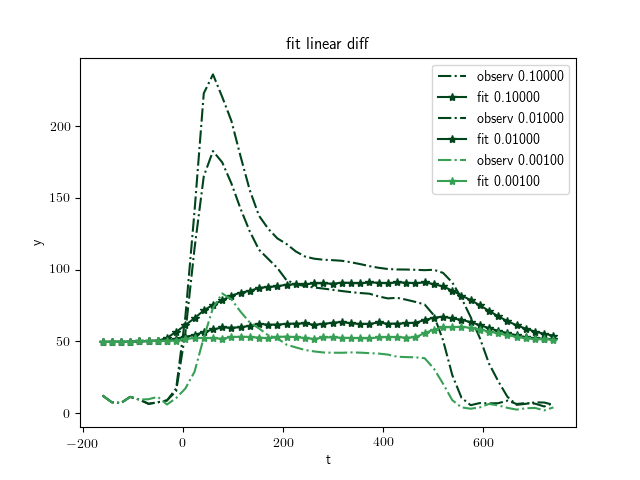 fit linear diff
observ 0.10000
fit 0.10000
observ 0.01000
fit 0.01000
observ 0.00100
fit 0.00100
y
200
150
100
50
0
−200
0
200
400
600
t